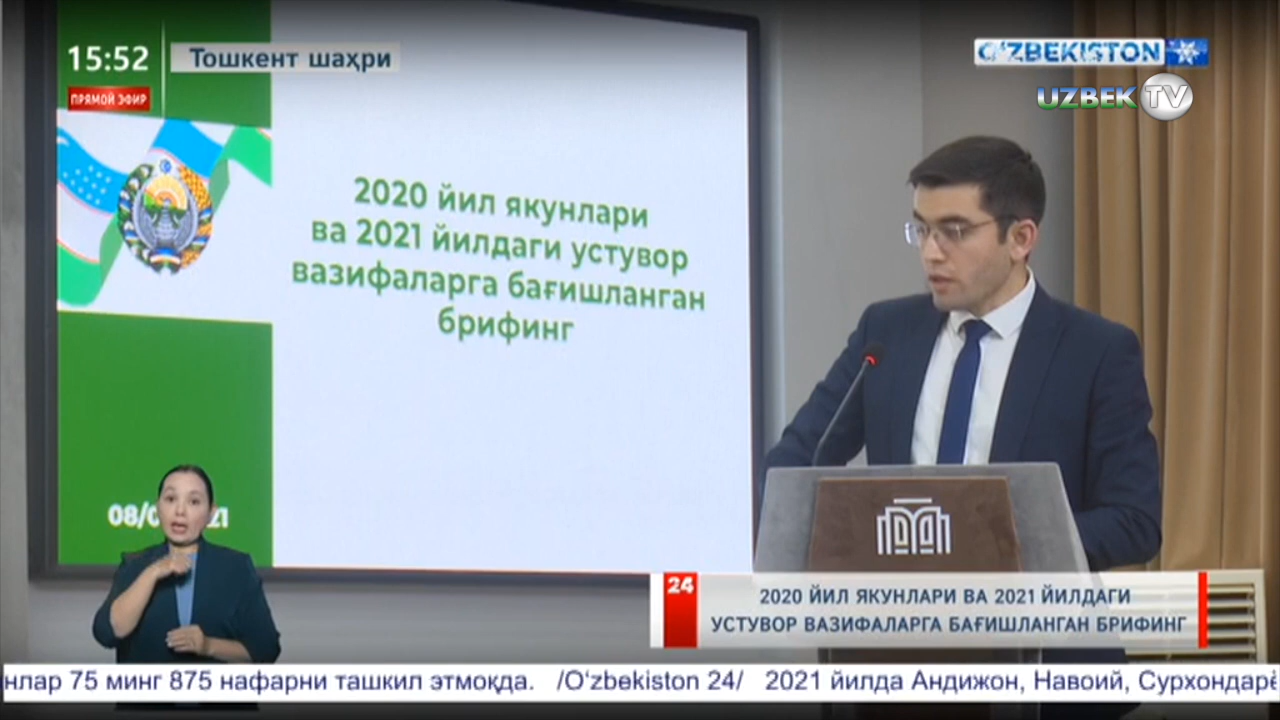 15:52
Тошкент шаҳри
ПРЯМОЙ ЭФИР
O‘ZBEKISTON
UZBEK TV
2020 йил якунлари
ва 2021 йилдаги устувор
вазифаларга бағишланган
брифинг
24
2020 ЙИЛ ЯКУНЛАРИ ВА 2021 ЙИЛДАГИ
УСТУВОР ВАЗИФАЛАРГА БАҒИШЛАНГАН БРИФИНГ
нлар 75 минг 875 нафарни ташкил этмоқда. /O‘zbekiston 24/ 2021 йилда Андижон, Навоий, Сурхондарё